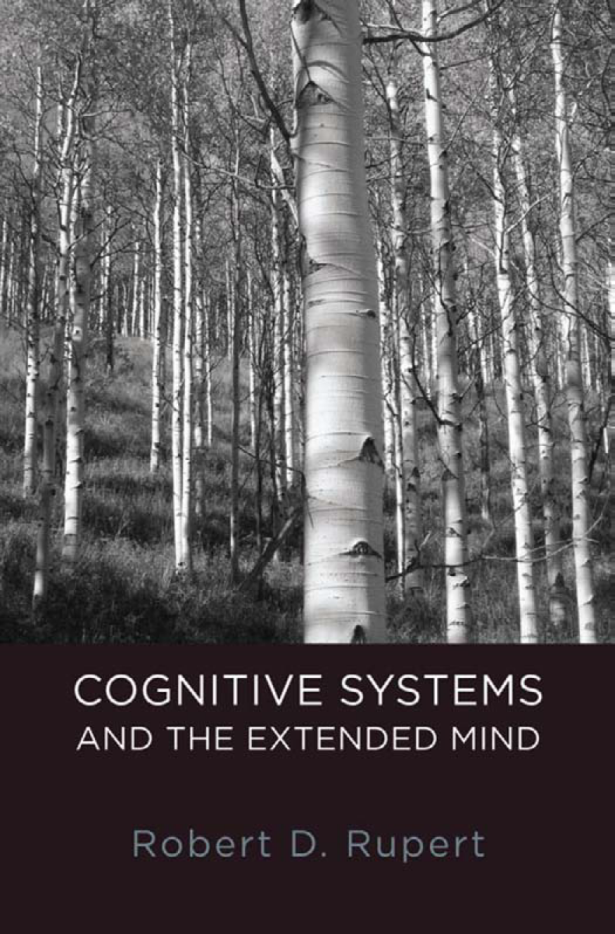 COGNITIVE SYSTEMS
AND THE EXTENDED MIND
Robert D. Rupert